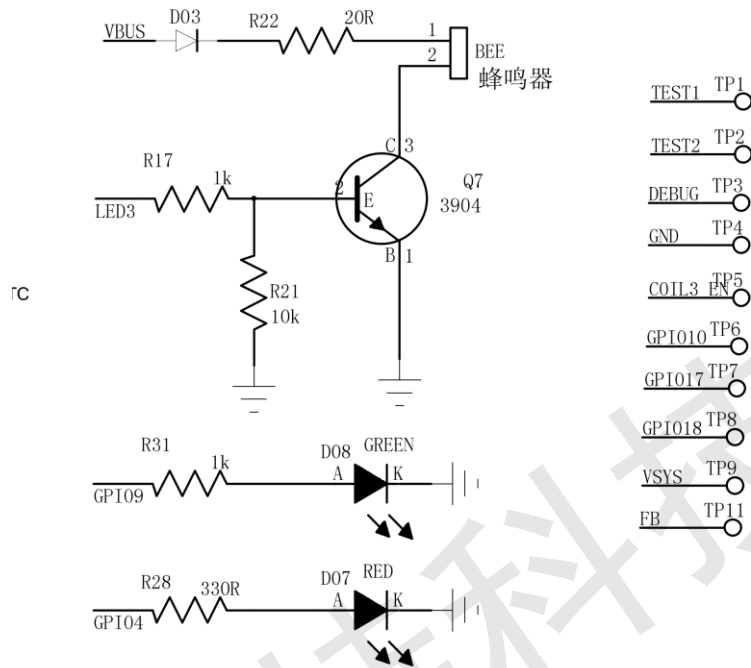 D03
R22
20R
VBUS
1
2
BEE
蜂鸣器
R17
1k
LED3
C 3
2
E
Q7
3904
B 1
R21
10k
TC
R31
1k
GPIO9
D08
GREEN
A
K
R28
330R
GPIO4
D07
RED
A
K
TEST1 TP1
TEST2 TP2
DEBUG TP3
GND TP4
COIL3 EN TP5
GPIO10 TP6
GPIO17 TP7
GPIO18 TP8
VSYS TP9
FB TP11
科